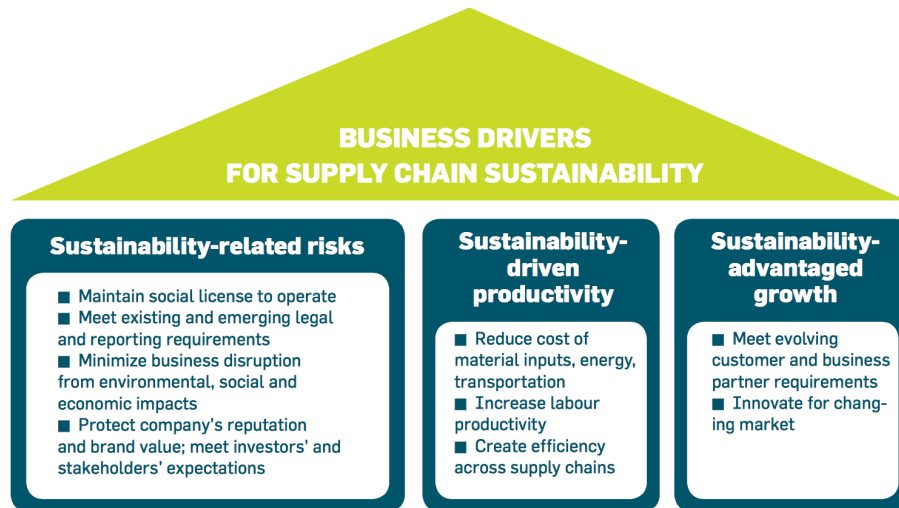 BUSINESS DRIVERS
FOR SUPPLY CHAIN SUSTAINABILITY
Sustainability-related risks
■ Maintain social license to operate
■ Meet existing and emerging legal
and reporting requirements
■ Minimize business disruption
from environmental, social and
economic impacts
■ Protect company's reputation
and brand value; meet investors' and
stakeholders' expectations
Sustainability-
driven
productivity
■ Reduce cost of
material inputs, energy,
transportation
■ Increase labour
productivity
■ Create efficiency
across supply chains
Sustainability-
advantaged
growth
■ Meet evolving
customer and business
partner requirements
■ Innovate for chang-
ing market